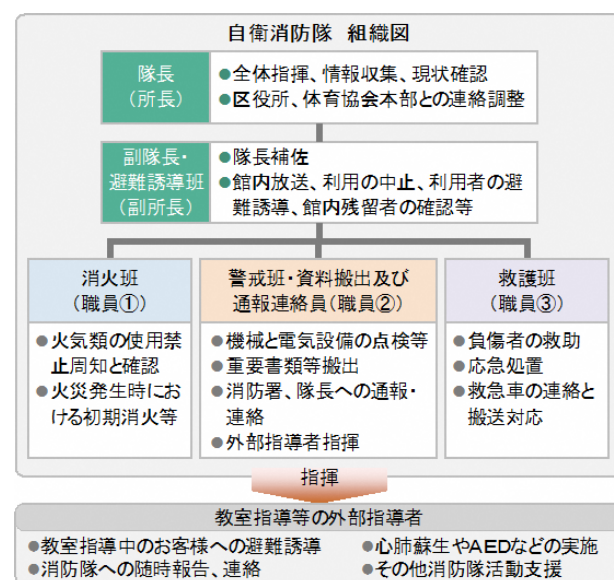 自衛消防隊 組織図
隊長
（所長）
●全体指揮、情報収集、現状確認
●区役所、体育協会本部との連絡調整
副隊長・
避難誘導班
（副所長）
●隊長補佐
●館内放送、利用の中止、利用者の避
難誘導、館内残留者の確認等
消火班
（職員①）
●火気類の使用禁
止周知と確認
●火災発生時にお
ける初期消火等
警戒班・資料搬出及び
通報連絡員（職員②）
●機械と電気設備の点検等
●重要書類等搬出
●消防署、隊長への通報・
連絡
●外部指導者指揮
救護班
（職員③）
●負傷者の救助
●応急処置
●救急車の連絡と
搬送対応
指揮
教室指導等の外部指導者
●教室指導中のお客様への避難誘導
●消防隊への随時報告、連絡
●心肺蘇生やAEDなどの実施
●その他消防隊活動支援